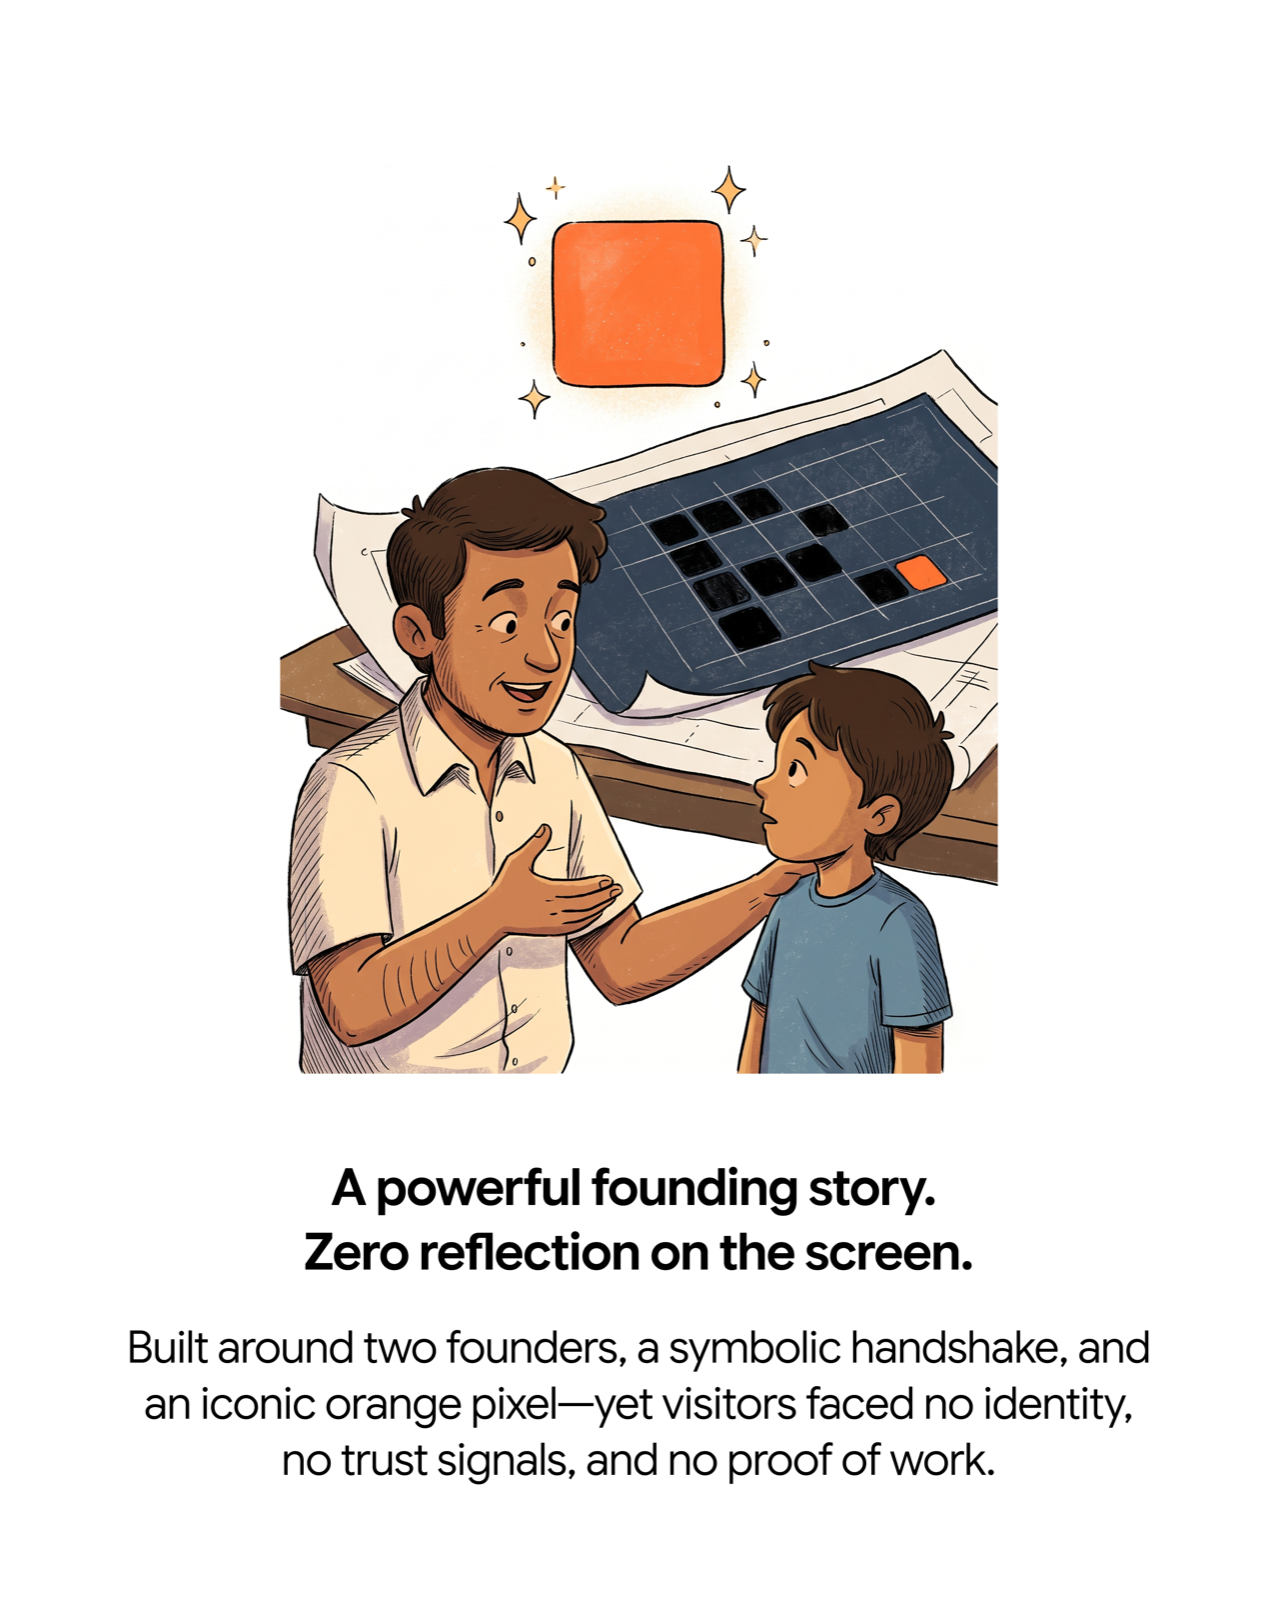 A powerful founding story.
Zero reflection on the screen.
Built around two founders, a symbolic handshake, and
an iconic orange pixel—yet visitors faced no identity,
no trust signals, and no proof of work.